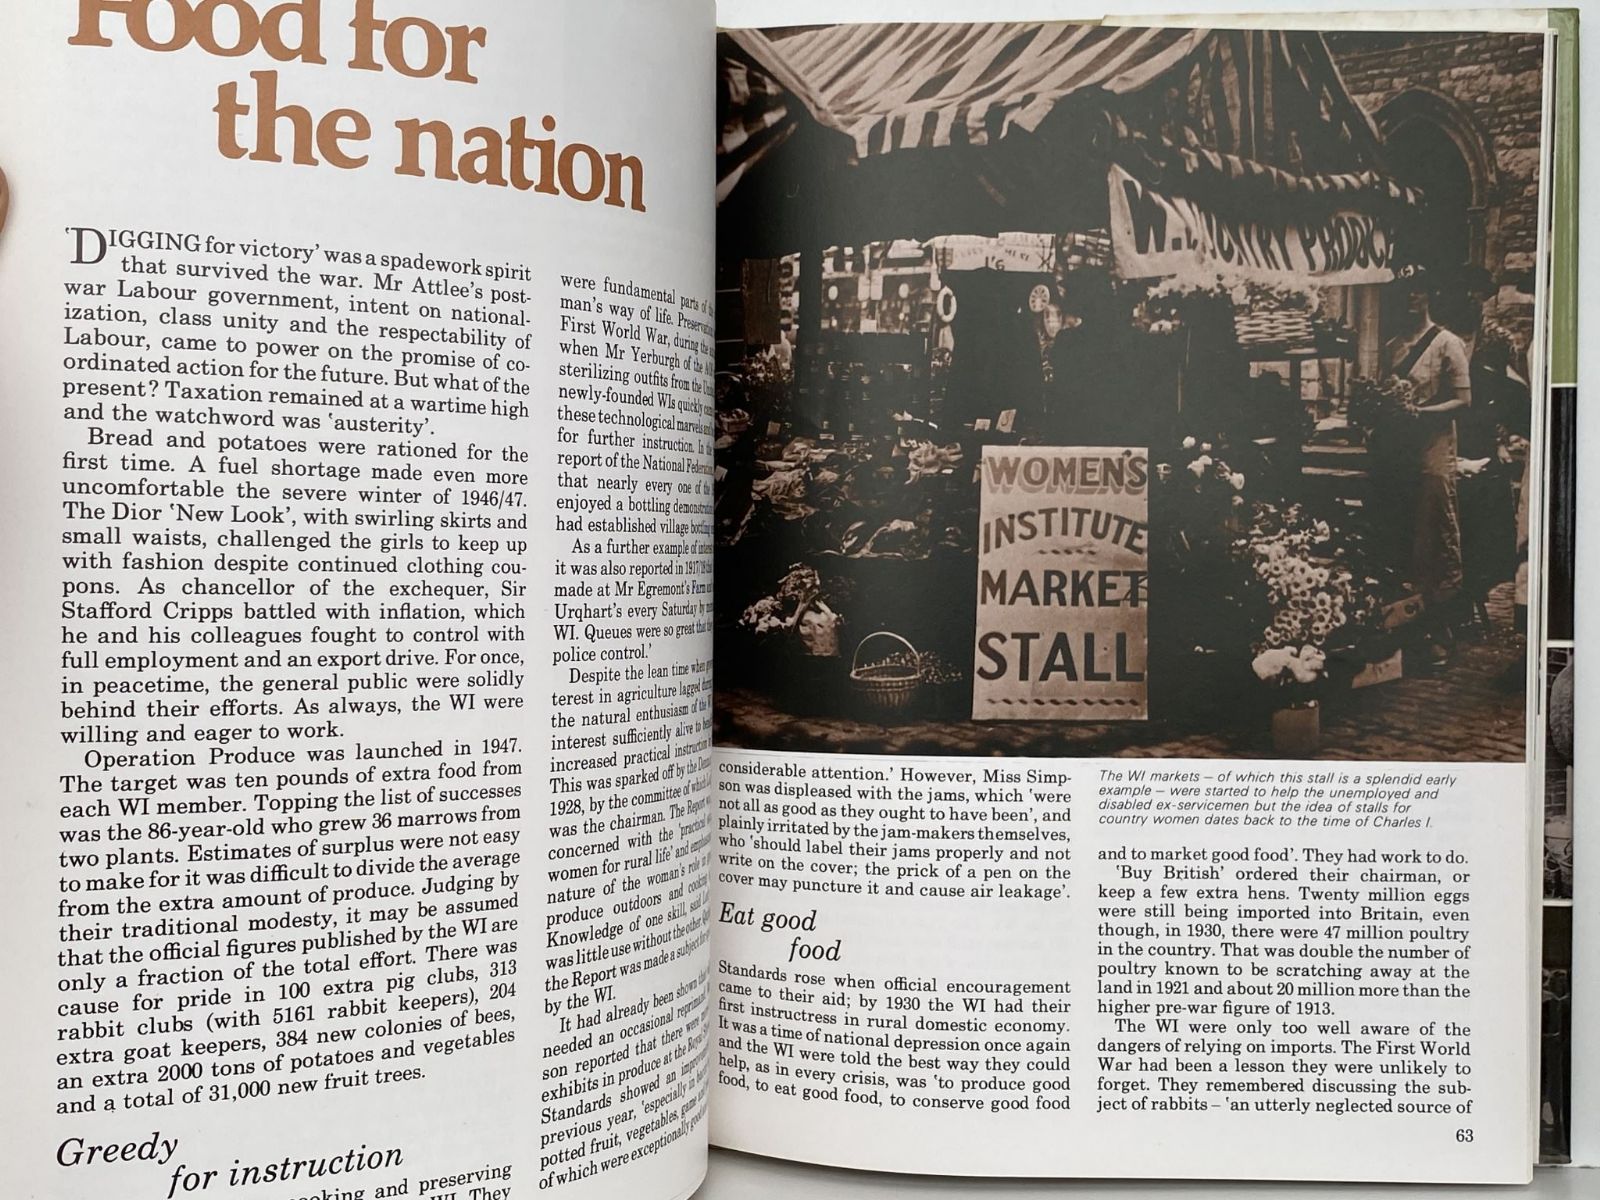 Food for
the nation
'DIGGING for victory' was a spadework spirit
that survived the war. Mr Attlee's post-
war Labour government, intent on national-
ization, class unity and the respectability of
Labour, came to power on the promise of co-
ordinated action for the future. But what of the
present? Taxation remained at a wartime high
and the watchword was 'austerity'.
Bread and potatoes were rationed for the
first time. A fuel shortage made even more
uncomfortable the severe winter of 1946/47.
The Dior 'New Look', with swirling skirts and
small waists, challenged the girls to keep up
with fashion despite continued clothing cou-
pons. As chancellor of the exchequer, Sir
Stafford Cripps battled with inflation, which
he and his colleagues fought to control with
full employment and an export drive. For once,
in peacetime, the general public were solidly
behind their efforts. As always, the WI were
willing and eager to work.
Operation Produce was launched in 1947.
The target was ten pounds of extra food from
each WI member. Topping the list of successes
was the 86-year-old who grew 36 marrows from
two plants. Estimates of surplus were not easy
to make for it was difficult to divide the average
from the extra amount of produce. Judging by
their traditional modesty, it may be assumed
that the official figures published by the WI are
only a fraction of the total effort. There was
cause for pride in 100 extra pig clubs, 313
rabbit clubs (with 5161 rabbit keepers), 204
extra goat keepers, 384 new colonies of bees,
an extra 2000 tons of potatoes and vegetables
and a total of 31,000 new fruit trees.
Greedy
for instruction
cooking and preserving
WI. They
were fundamental parts of
man's way of life.
First World War, during the
when Mr Yerburgh of the
sterilizing outfits from the
newly-founded WIs quickly
these technological marvels
for further instruction. In
report of the National
that nearly every one of the
enjoyed a bottling
had established village
As a further example of
it was also reported in 1917/18
made at Mr Egremont's Farm
Urqhart's every Saturday by
WI. Queues were so great that
police control.'
Despite the lean time when
terest in agriculture lagged
the natural enthusiasm of the
interest sufficiently alive to
increased practical instruction
This was sparked off by the
1928, by the committee of which
was the chairman. The Report
concerned with the 'practical
women for rural life' and
nature of the woman's role
produce outdoors and cooking
Knowledge of one skill, said
was little use without the other.
the Report was made a subject
by the WI.
It had already been shown
needed an occasional reprimand.
son reported that there were
exhibits in produce at the Royal
Standards showed an
previous year, 'especially in
potted fruit, vegetables, game
of which were exceptionally good
W. COUNTRY PRODUCE
1'6
WOMEN'S
INSTITUTE
MARKET
STALL
considerable attention.' However, Miss Simp-
son was displeased with the jams, which 'were
not all as good as they ought to have been', and
plainly irritated by the jam-makers themselves,
who 'should label their jams properly and not
write on the cover; the prick of a pen on the
cover may puncture it and cause air leakage'.
Eat good
food
Standards rose when official encouragement
came to their aid; by 1930 the WI had their
first instructress in rural domestic economy.
It was a time of national depression once again
and the WI were told the best way they could
help, as in every crisis, was 'to produce good
food, to eat good food, to conserve good food
The WI markets – of which this stall is a splendid early
example – were started to help the unemployed and
disabled ex-servicemen but the idea of stalls for
country women dates back to the time of Charles I.
and to market good food'. They had work to do.
'Buy British' ordered their chairman, or
keep a few extra hens. Twenty million eggs
were still being imported into Britain, even
though, in 1930, there were 47 million poultry
in the country. That was double the number of
poultry known to be scratching away at the
land in 1921 and about 20 million more than the
higher pre-war figure of 1913.
The WI were only too well aware of the
dangers of relying on imports. The First World
War had been a lesson they were unlikely to
forget. They remembered discussing the sub-
ject of rabbits – 'an utterly neglected source of
63